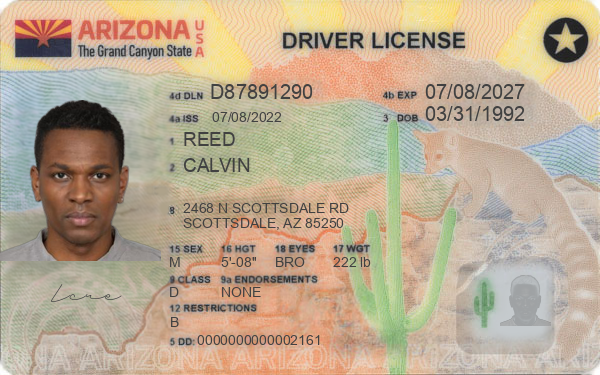 ARIZONA USA
The Grand Canyon State
DRIVER LICENSE
4d DLN D87891290 4b EXP 07/08/2027
4a ISS 07/08/2022 3 DOB 03/31/1992
1 REED
2 CALVIN
8 2468 N SCOTTSDALE RD
SCOTTSDALE, AZ 85250
15 SEX 16 HGT 18 EYES 17 WGT
M 5'-08" BRO 222 lb
9 CLASS 9a ENDORSEMENTS
D NONE
12 RESTRICTIONS
B
5 DD: 0000000000002161
ARIZONA ARIZONA ARIZONA ARIZONA